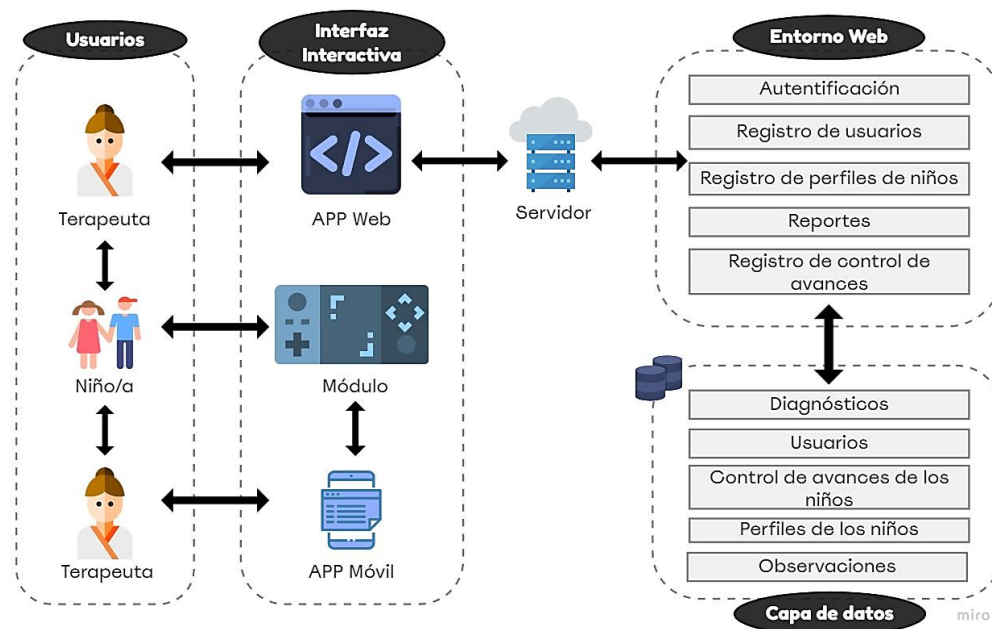 Usuarios
Terapeuta
Niño/a
Terapeuta
Interfaz
Interactiva
</>
APP Web
Módulo
APP Móvil
Servidor
Entorno Web
Autentificación
Registro de usuarios
Registro de perfiles de niños
Reportes
Registro de control de
avances
Diagnósticos
Usuarios
Control de avances de los
niños
Perfiles de los niños
Observaciones
Capa de datos
miro